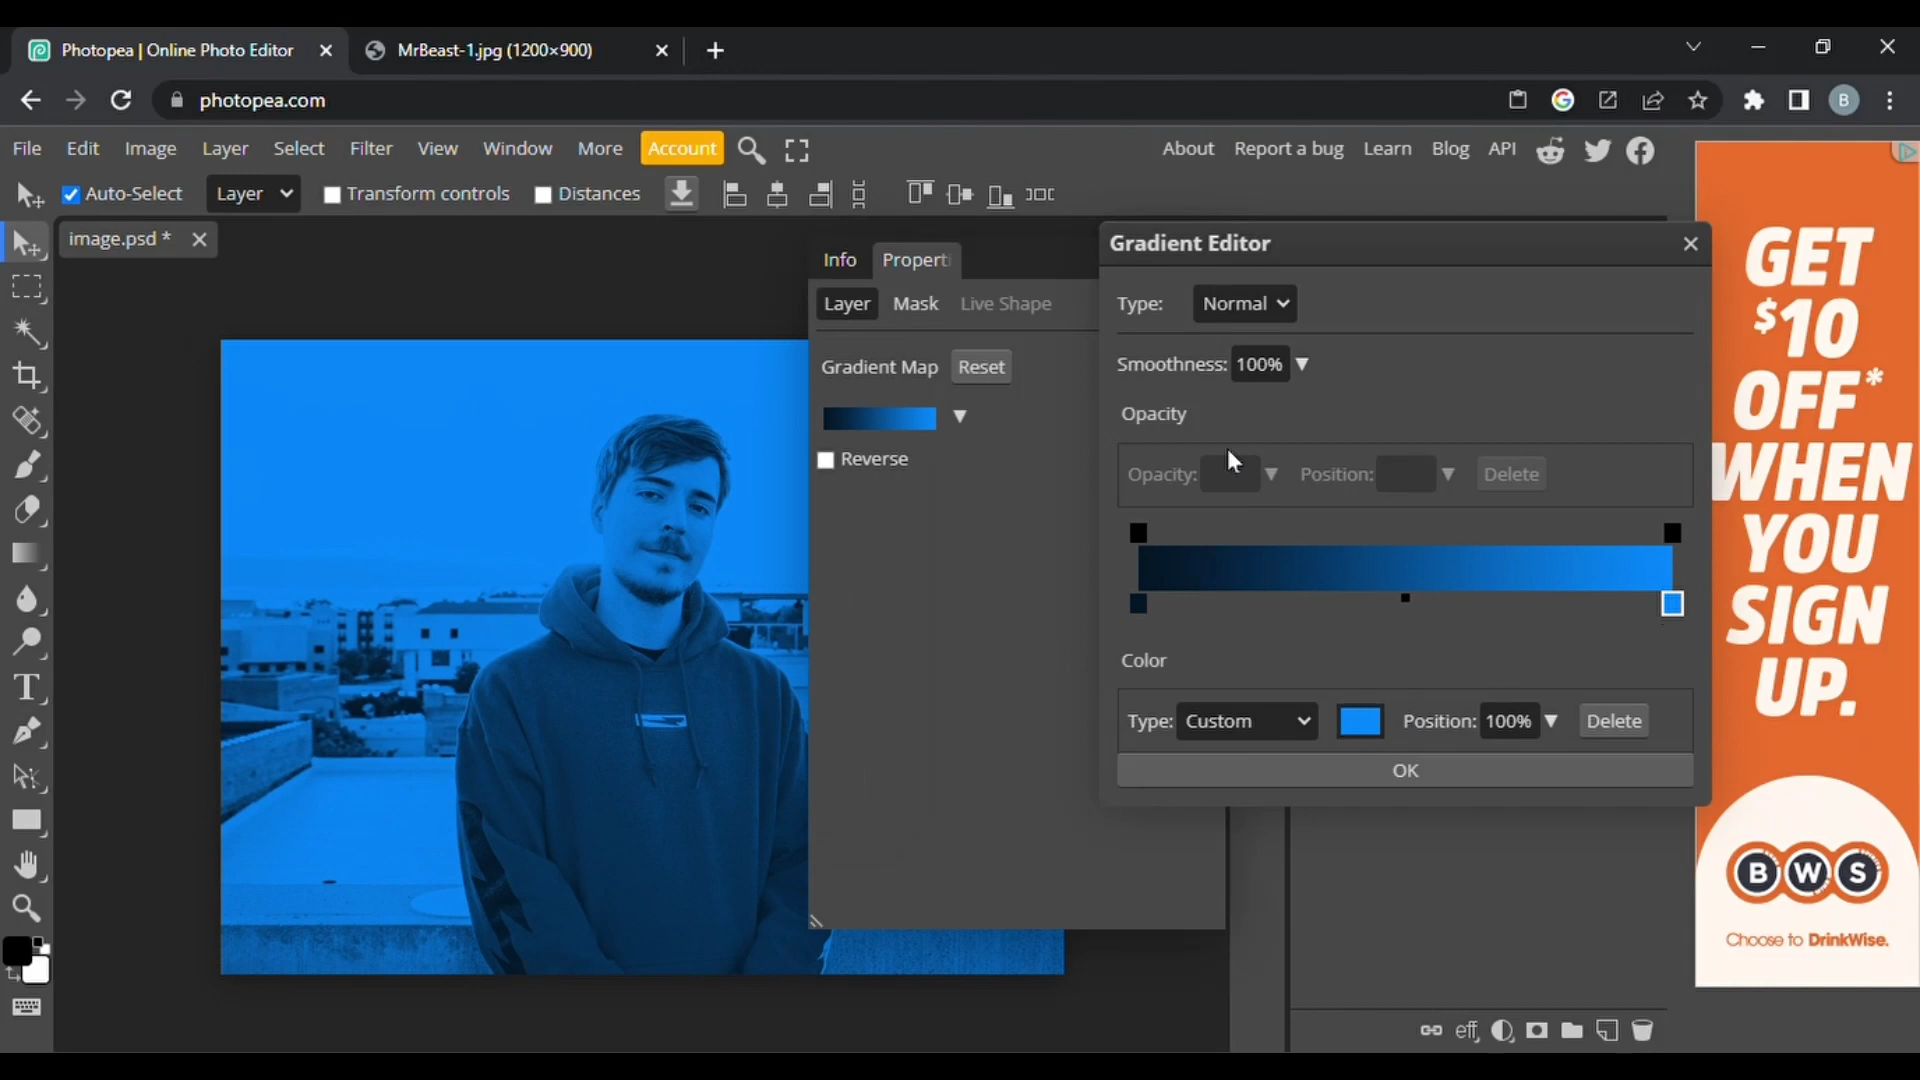 Photopea | Online Photo Editor
MrBeast-1.jpg (1200×900)
photopea.com
File Edit Image Layer Select Filter View Window More Account
About Report a bug Learn Blog API
Auto-Select Layer Transform controls Distances
image.psd *
Info Properti
Layer Mask Live Shape
Gradient Map Reset
Reverse
Gradient Editor
Type: Normal
Smoothness: 100%
Opacity
Opacity: Position: Delete
Color
Type: Custom Position: 100% Delete
OK
eff
GET
$10
OFF*
WHEN
YOU
SIGN
UP.
BWS
Choose to DrinkWise.
B
T